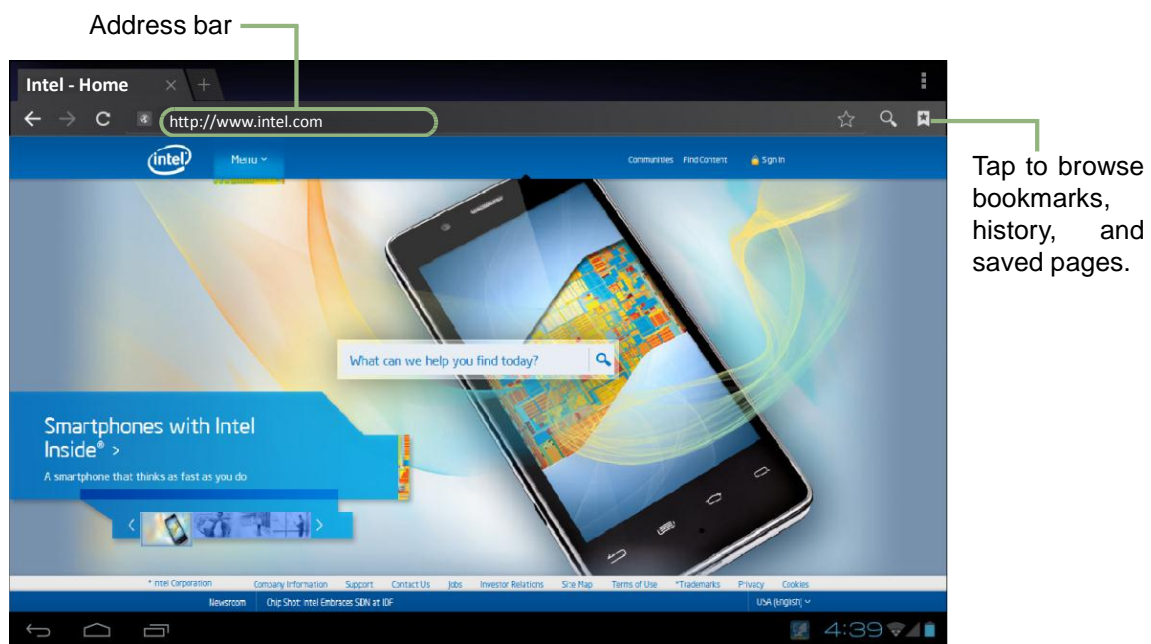 Address bar
Intel - Home
http://www.intel.com
intel
Menu
Communities Find Content Sign In
Tap to browse
bookmarks,
history, and
saved pages.
What can we help you find today?
Smartphones with Intel
Inside® >
A smartphone that thinks as fast as you do
* Intel Corporation Company Information Support Contact Us Jobs Investor Relations Site Map Terms of Use *Trademarks Privacy Cookies
Newsroom Chip Shot: Intel Embraces SDN at IDF USA (English)
4:39